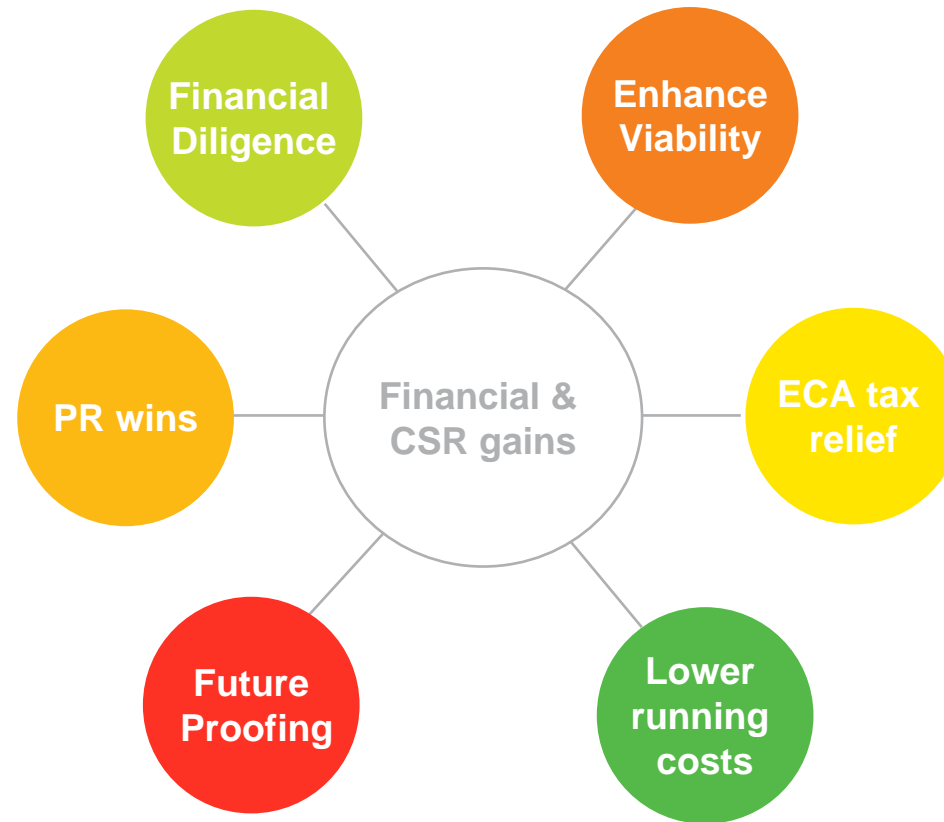 Financial
Diligence
Enhance
Viability
PR wins
Financial &
CSR gains
ECA tax
relief
Future
Proofing
Lower
running
costs